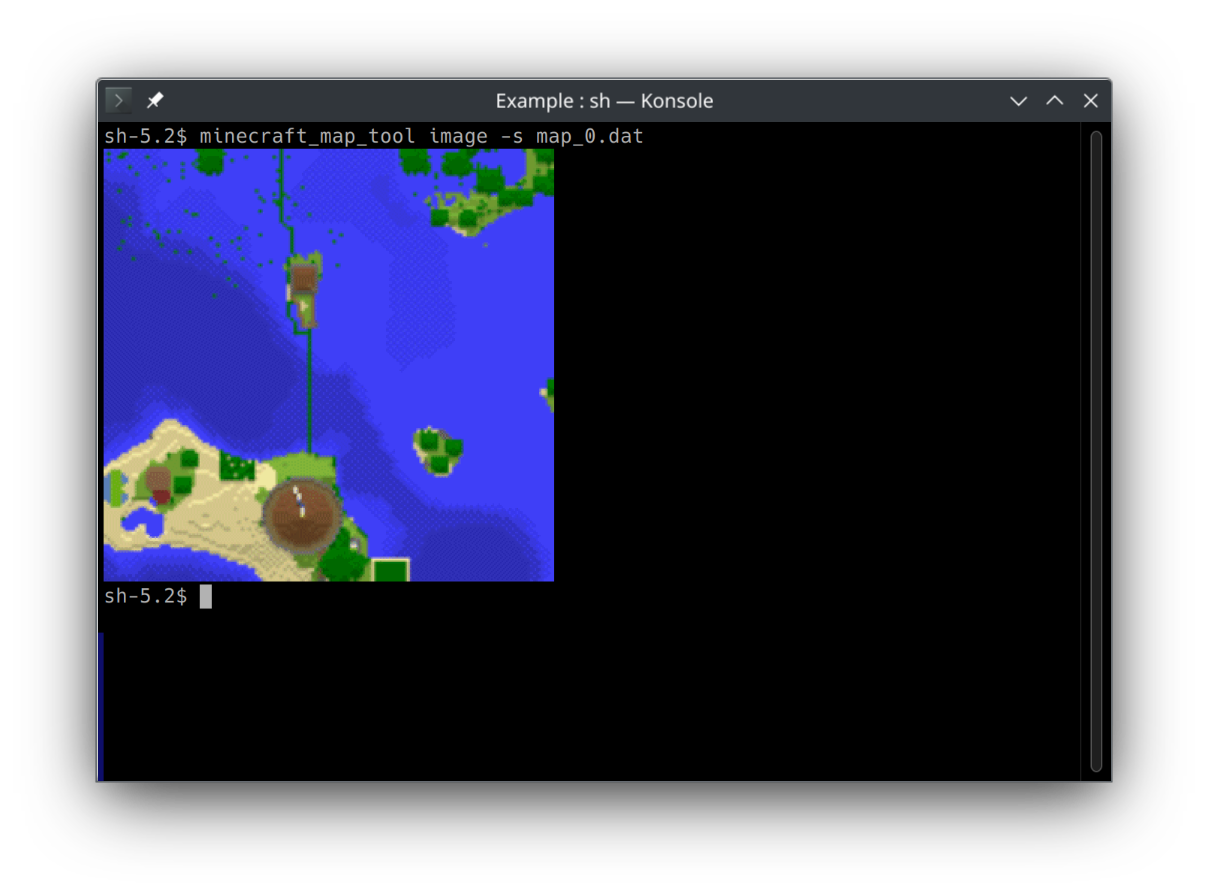 Example : sh — Konsole
sh-5.2$ minecraft_map_tool image -s map_0.dat
sh-5.2$